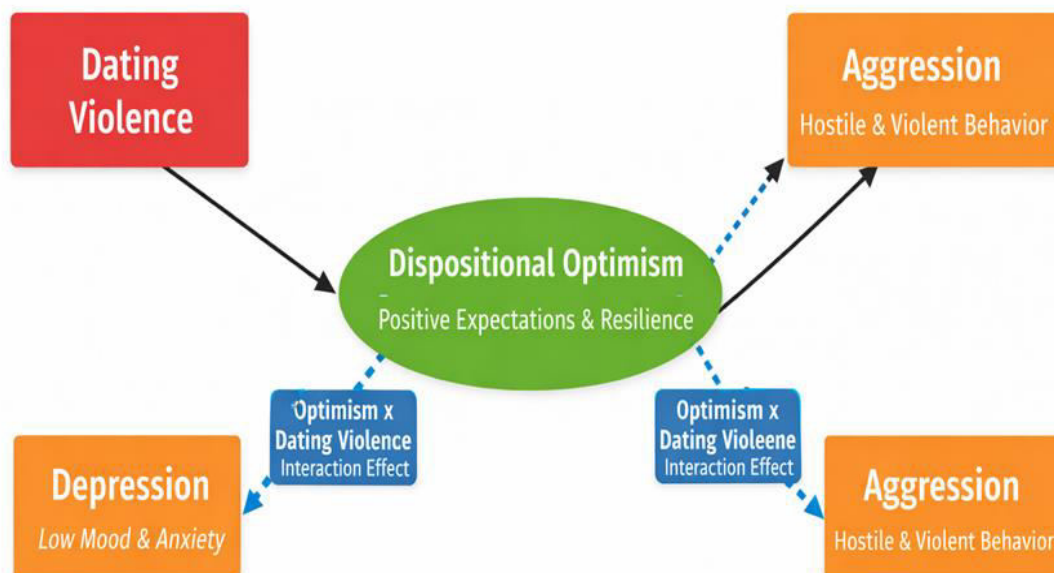 Dating
Violence
Aggression
Hostile & Violent Behavior
Dispositional Optimism
Positive Expectations & Resilience
Optimism x
Dating Violence
Interaction Effect
Optimism x
Dating Violeene
Interaction Effect
Depression
Low Mood & Anxiety
Aggression
Hostile & Violent Behavior